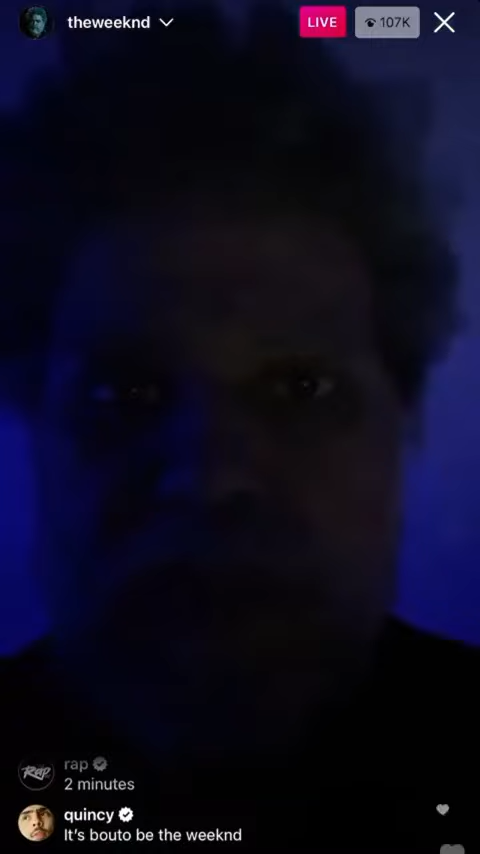 theweeknd
LIVE
107K
rap
2 minutes
quincy
It's bouto be the weeknd